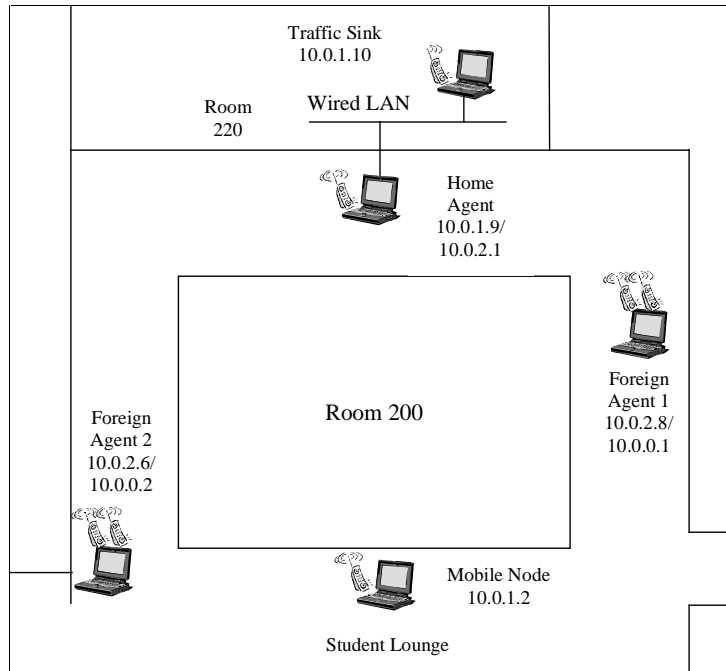 Traffic Sink
10.0.1.10
Wired LAN
Room
220
Home
Agent
10.0.1.9/
10.0.2.1
Foreign
Agent 1
10.0.2.8/
10.0.0.1
Room 200
Foreign
Agent 2
10.0.2.6/
10.0.0.2
Mobile Node
10.0.1.2
Student Lounge